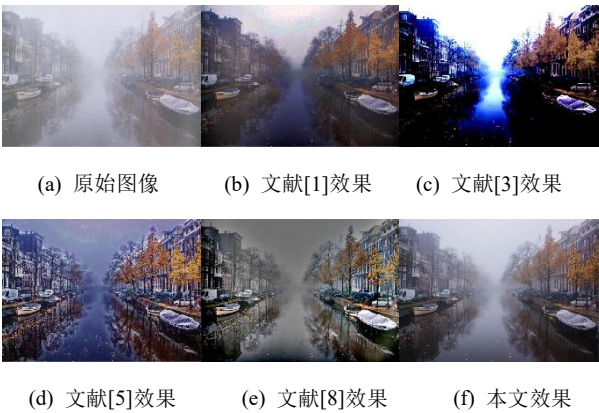 (a) 原始图像
(b) 文献[1]效果
(c) 文献[3]效果
(d) 文献[5]效果
(e) 文献[8]效果
(f) 本文效果